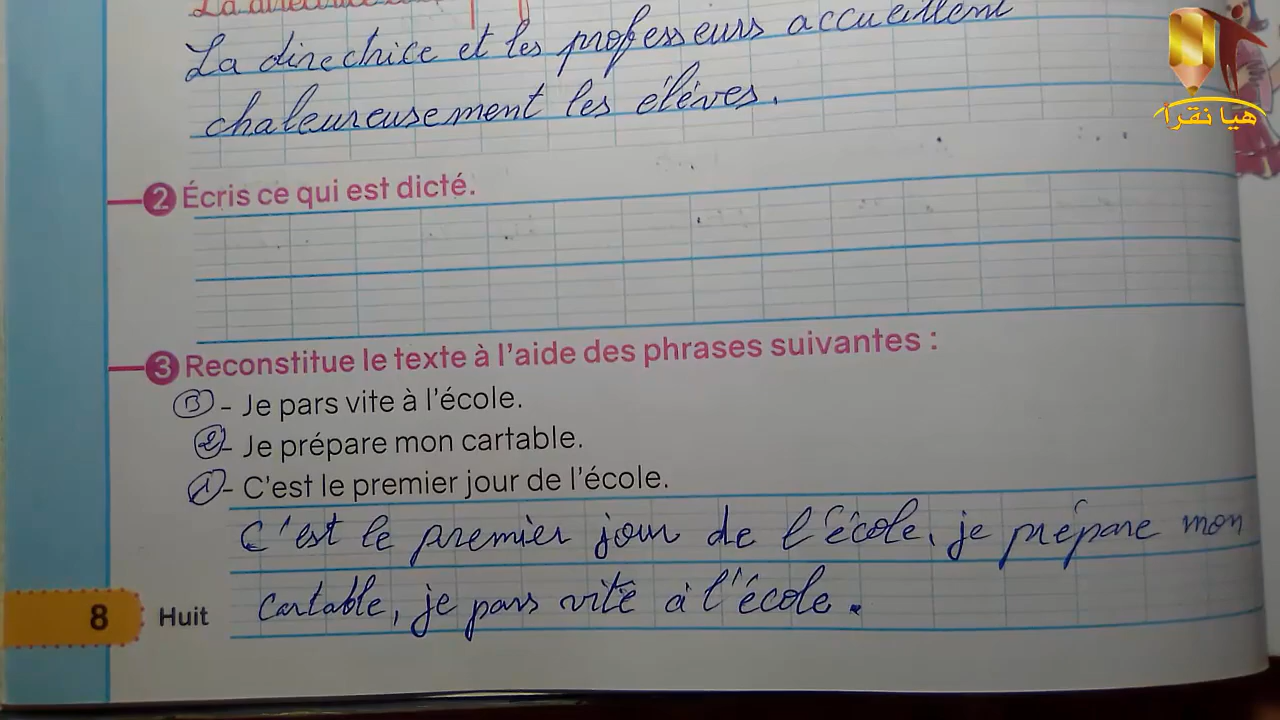 La directrice
La directrice et les professeurs accueillent
chaleureusement les élèves.
هيا نقرأ
2 Écris ce qui est dicté.
3 Reconstitue le texte à l'aide des phrases suivantes :
3 - Je pars vite à l'école.
2 - Je prépare mon cartable.
1 - C'est le premier jour de l'école.
C'est le premier jour de l'école, je prépare mon
cartable, je pars vite à l'école.
8 Huit